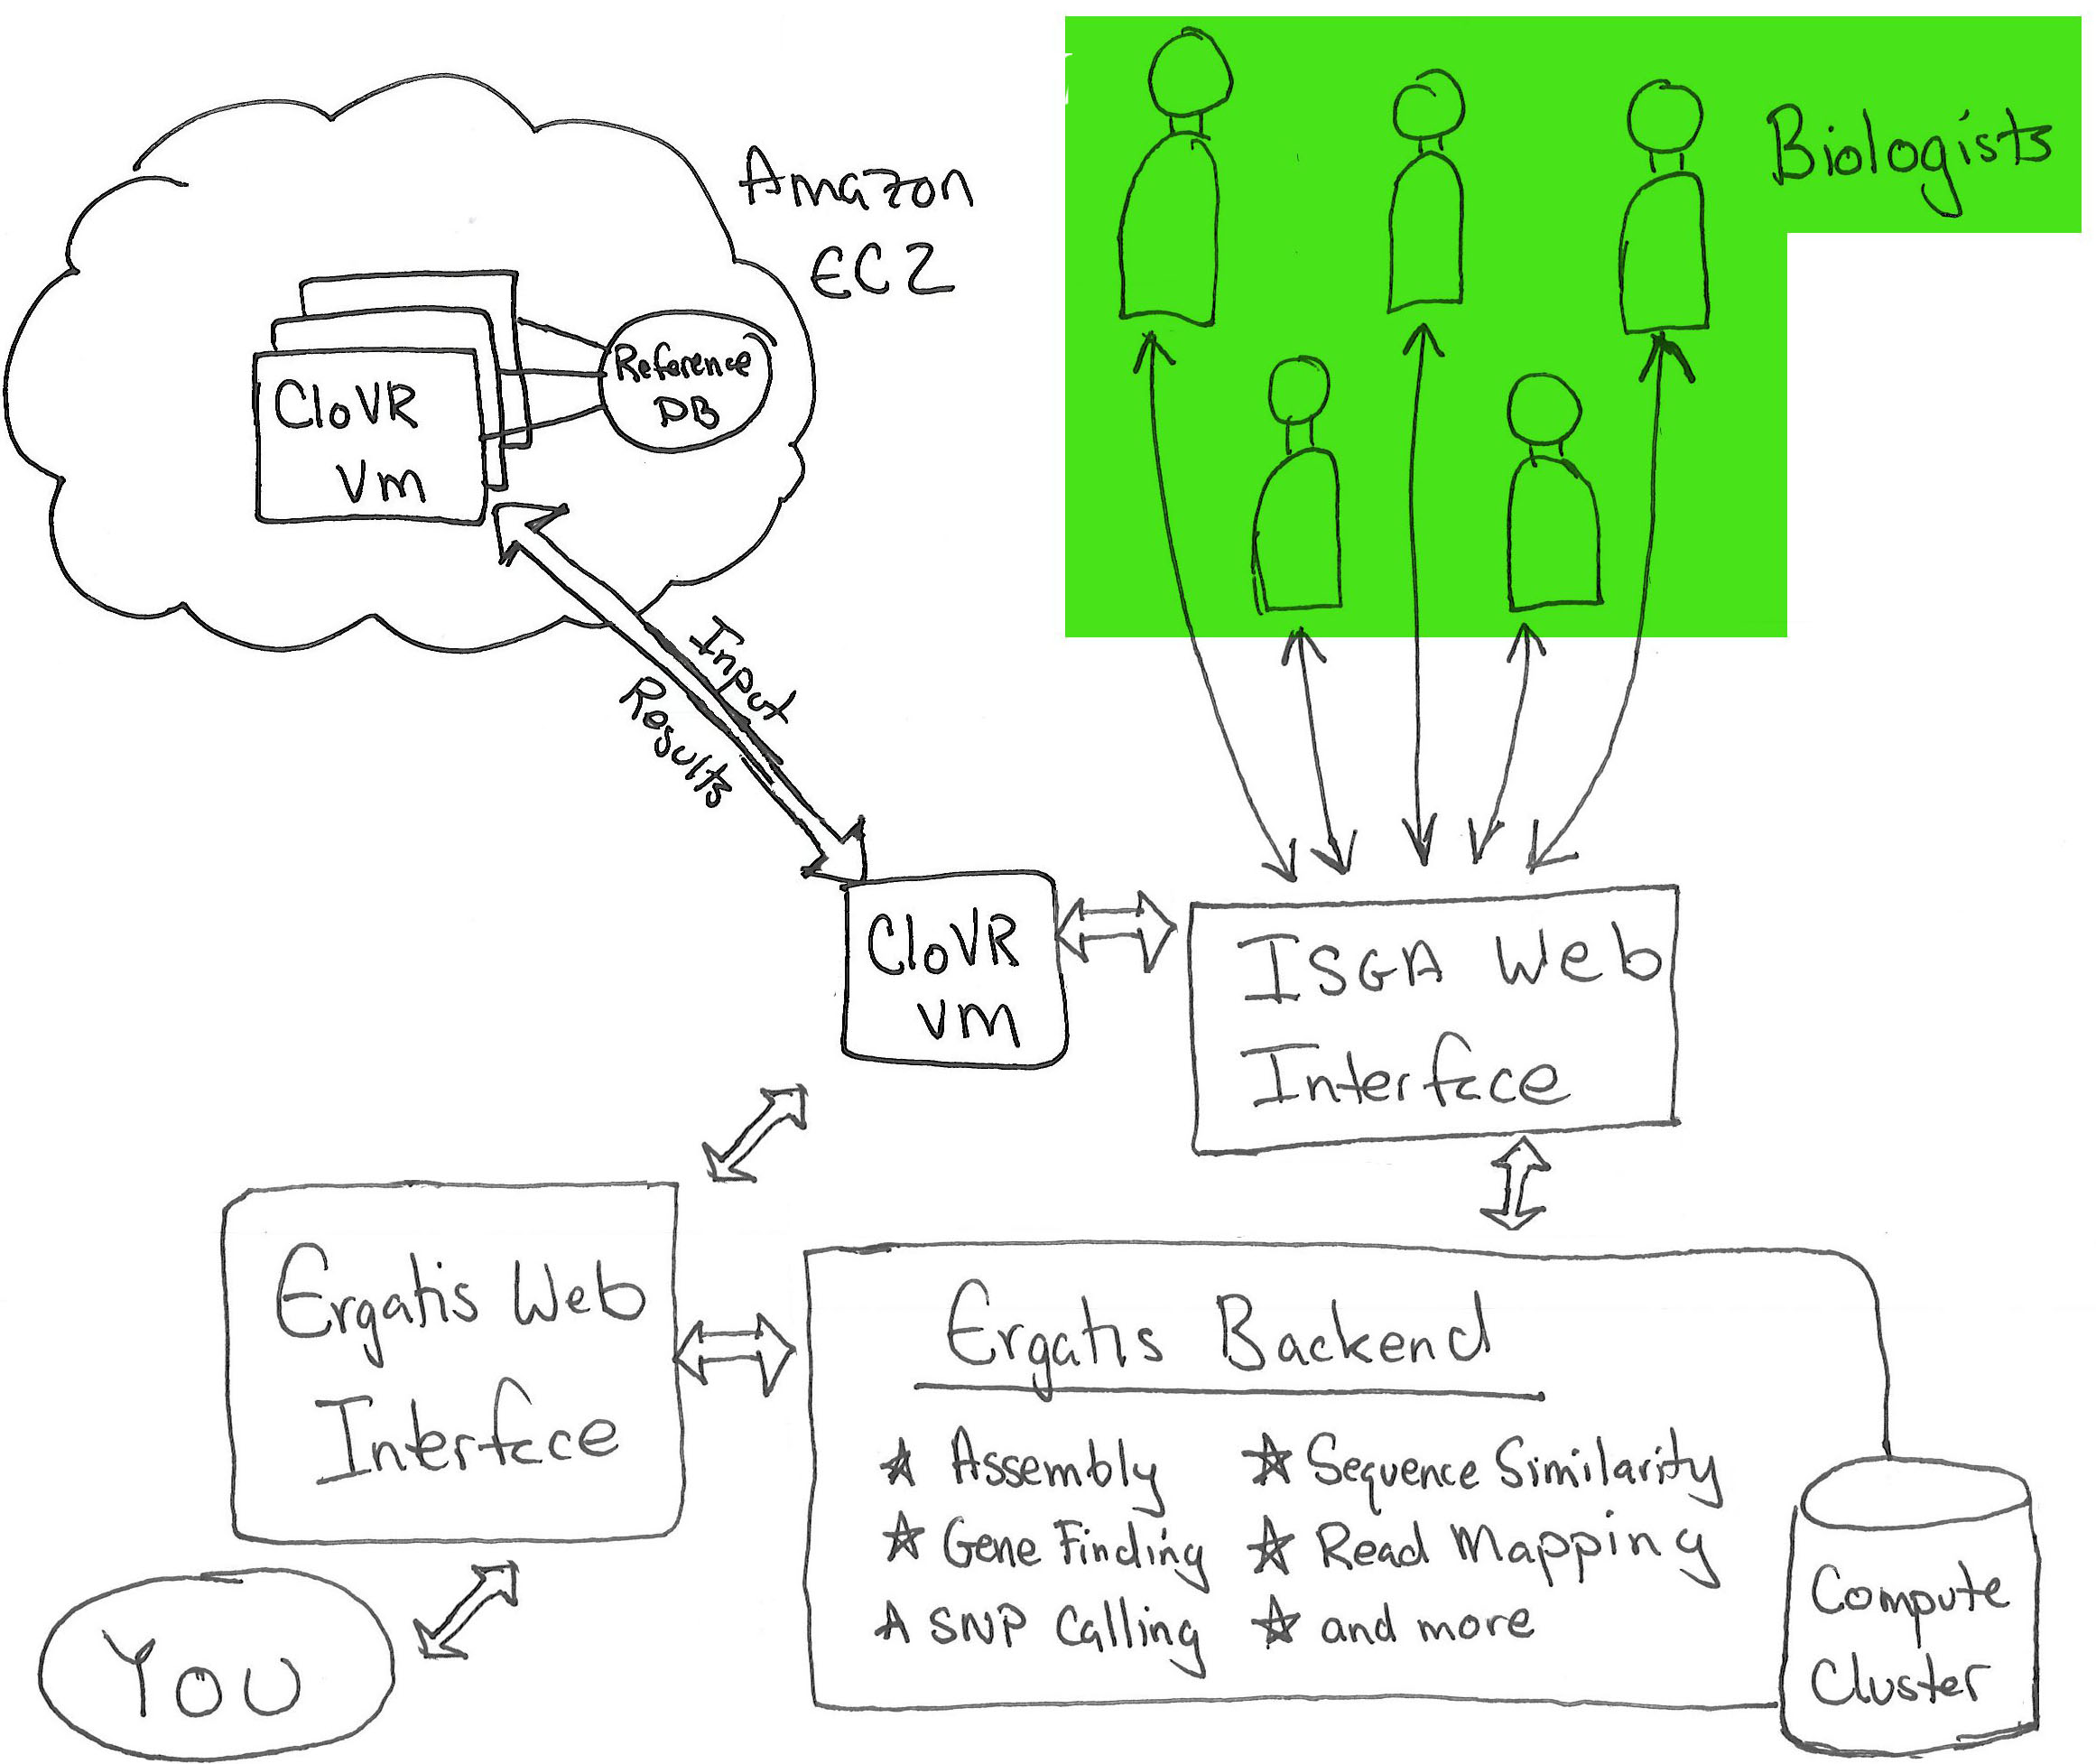 Amazon
EC2
Biologists
CloVR
Vm
Reference
DB
Input
Results
CloVR
Vm
ISGA Web
Interface
Ergatis Web
Interface
Ergatis Backend
★ Assembly
★ Sequence Similarity
★ Gene Finding
★ Read Mapping
★ SNP Calling
★ and more
YOU
Compute
Cluster